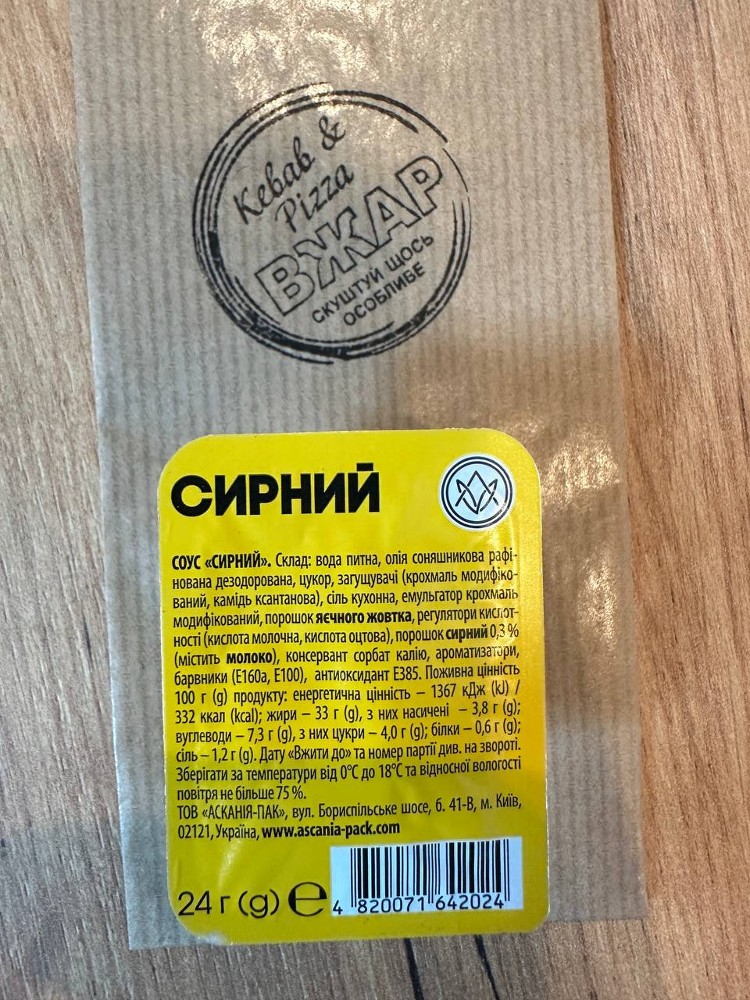 Kebab &
Pizza
ВЖАР
СКУШТУЙ ЩОСЬ
ОСОБЛИВЕ
СИРНИЙ
СОУС «СИРНИЙ». Склад: вода питна, олія соняшникова рафі-
нована дезодорована, цукор, загущувачі (крохмаль модифіко-
ваний, камідь ксантанова), сіль кухонна, емульгатор крохмаль
модифікований, порошок яєчного жовтка, регулятори кислот-
ності (кислота молочна, кислота оцтова), порошок сирний 0,3 %
(містить молоко), консервант сорбат калію, ароматизатори,
барвники (Е160а, Е100), антиоксидант Е385. Поживна цінність
100 г (g) продукту: енергетична цінність – 1367 кДж (kJ) /
332 ккал (kcal); жири – 33 г (g), з них насичені – 3,8 г (g);
вуглеводи – 7,3 г (g), з них цукри – 4,0 г (g); білки – 0,6 г (g);
сіль – 1,2 г (g). Дату «Вжити до» та номер партії див. на звороті.
Зберігати за температури від 0°С до 18°С та відносної вологості
повітря не більше 75 %.
ТОВ «АСКАНІЯ-ПАК», вул. Бориспільське шосе, б. 41-В, м. Київ,
02121, Україна, www.ascania-pack.com
24 г (g) e
4 820071 642024